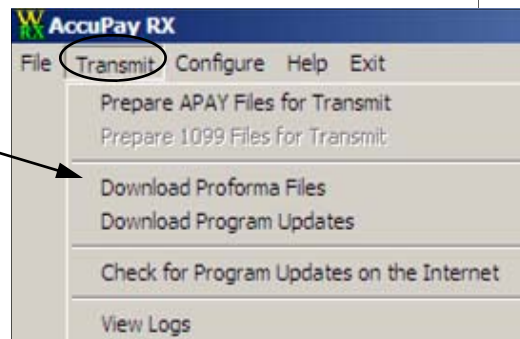 W
RX
AccuPay RX
File Transmit Configure Help Exit
Prepare APAY Files for Transmit
Prepare 1099 Files for Transmit
Download Proforma Files
Download Program Updates
Check for Program Updates on the Internet
View Logs